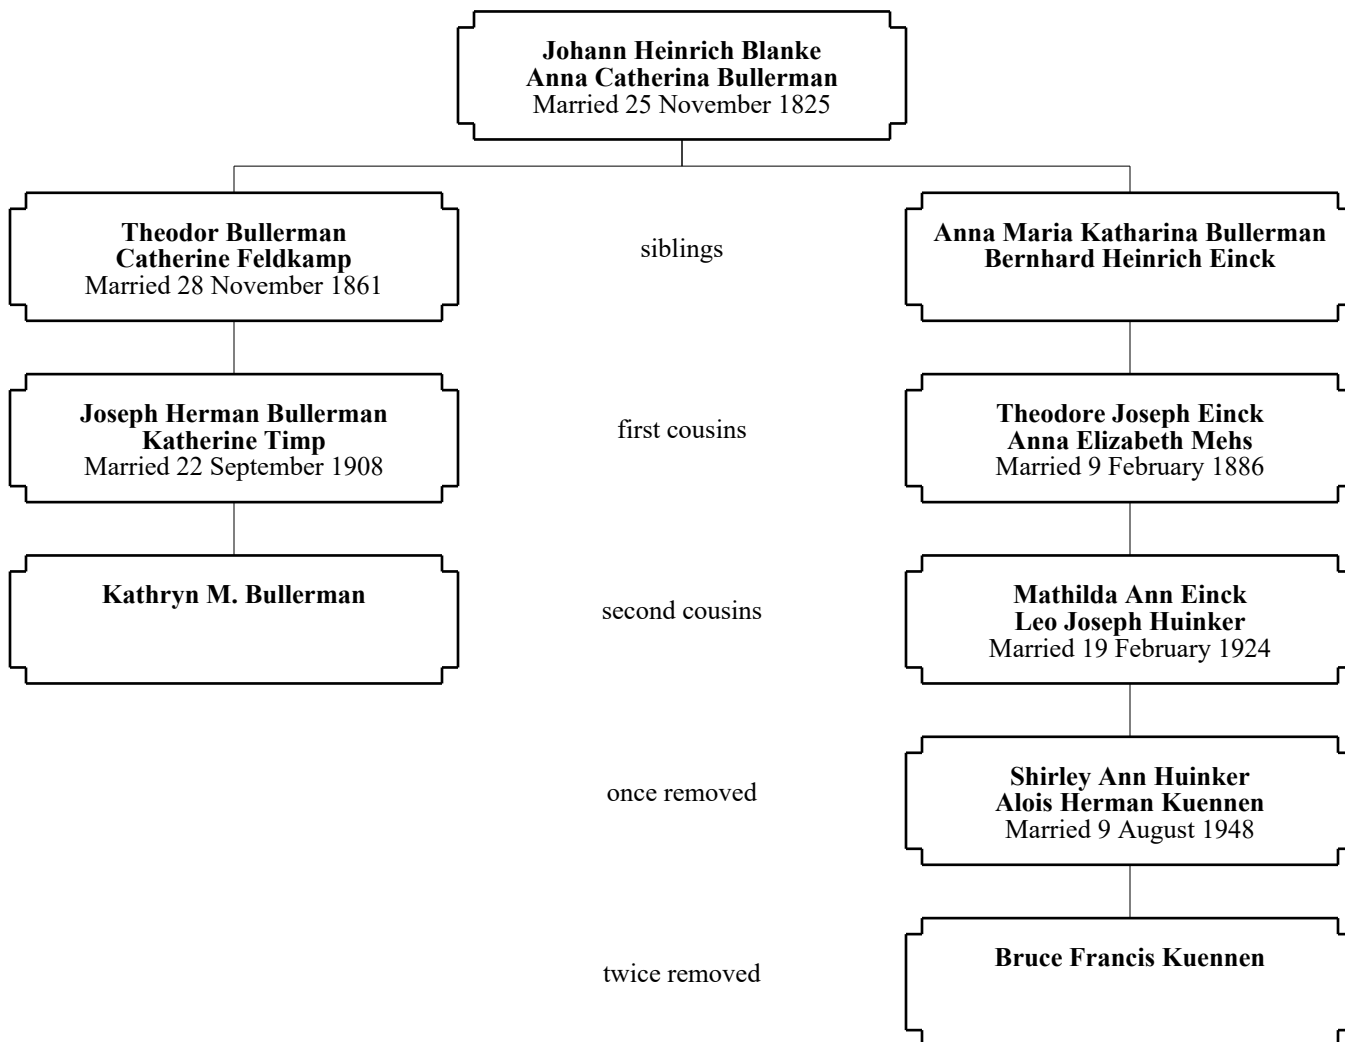 Johann Heinrich Blanke
Anna Catherina Bullerman
Married 25 November 1825
Theodor Bullerman
Catherine Feldkamp
Married 28 November 1861
siblings
Anna Maria Katharina Bullerman
Bernhard Heinrich Einck
Joseph Herman Bullerman
Katherine Timp
Married 22 September 1908
first cousins
Theodore Joseph Einck
Anna Elizabeth Mehs
Married 9 February 1886
Kathryn M. Bullerman
second cousins
Mathilda Ann Einck
Leo Joseph Huinker
Married 19 February 1924
once removed
Shirley Ann Huinker
Alois Herman Kuennen
Married 9 August 1948
twice removed
Bruce Francis Kuennen